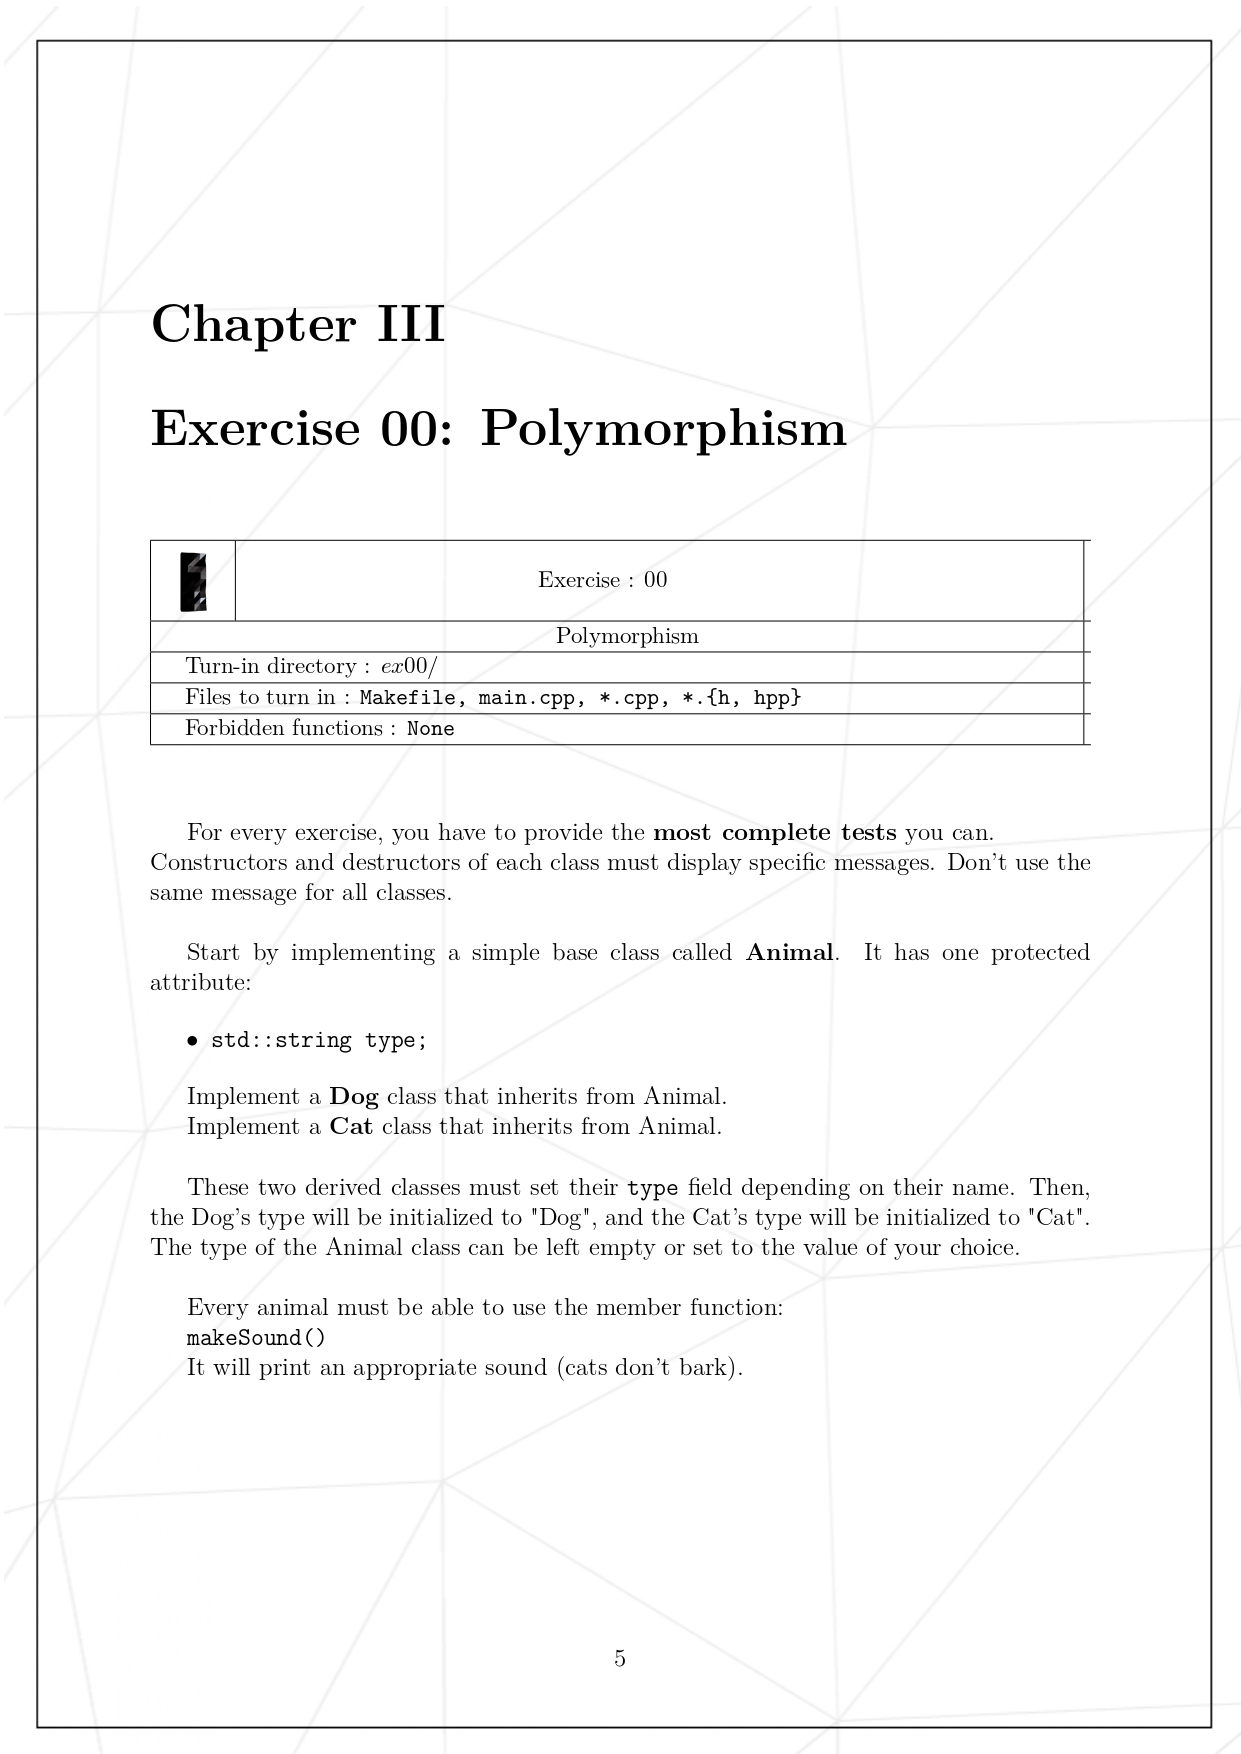 Chapter III
Exercise 00: Polymorphism
Exercise : 00
Polymorphism
Turn-in directory : ex00/
Files to turn in : Makefile, main.cpp, *.cpp, *.{h, hpp}
Forbidden functions : None
For every exercise, you have to provide the most complete tests you can.
Constructors and destructors of each class must display specific messages. Don't use the
same message for all classes.
Start by implementing a simple base class called Animal. It has one protected
attribute:
• std::string type;
Implement a Dog class that inherits from Animal.
Implement a Cat class that inherits from Animal.
These two derived classes must set their type field depending on their name. Then,
the Dog's type will be initialized to "Dog", and the Cat's type will be initialized to "Cat".
The type of the Animal class can be left empty or set to the value of your choice.
Every animal must be able to use the member function:
makeSound()
It will print an appropriate sound (cats don't bark).
5